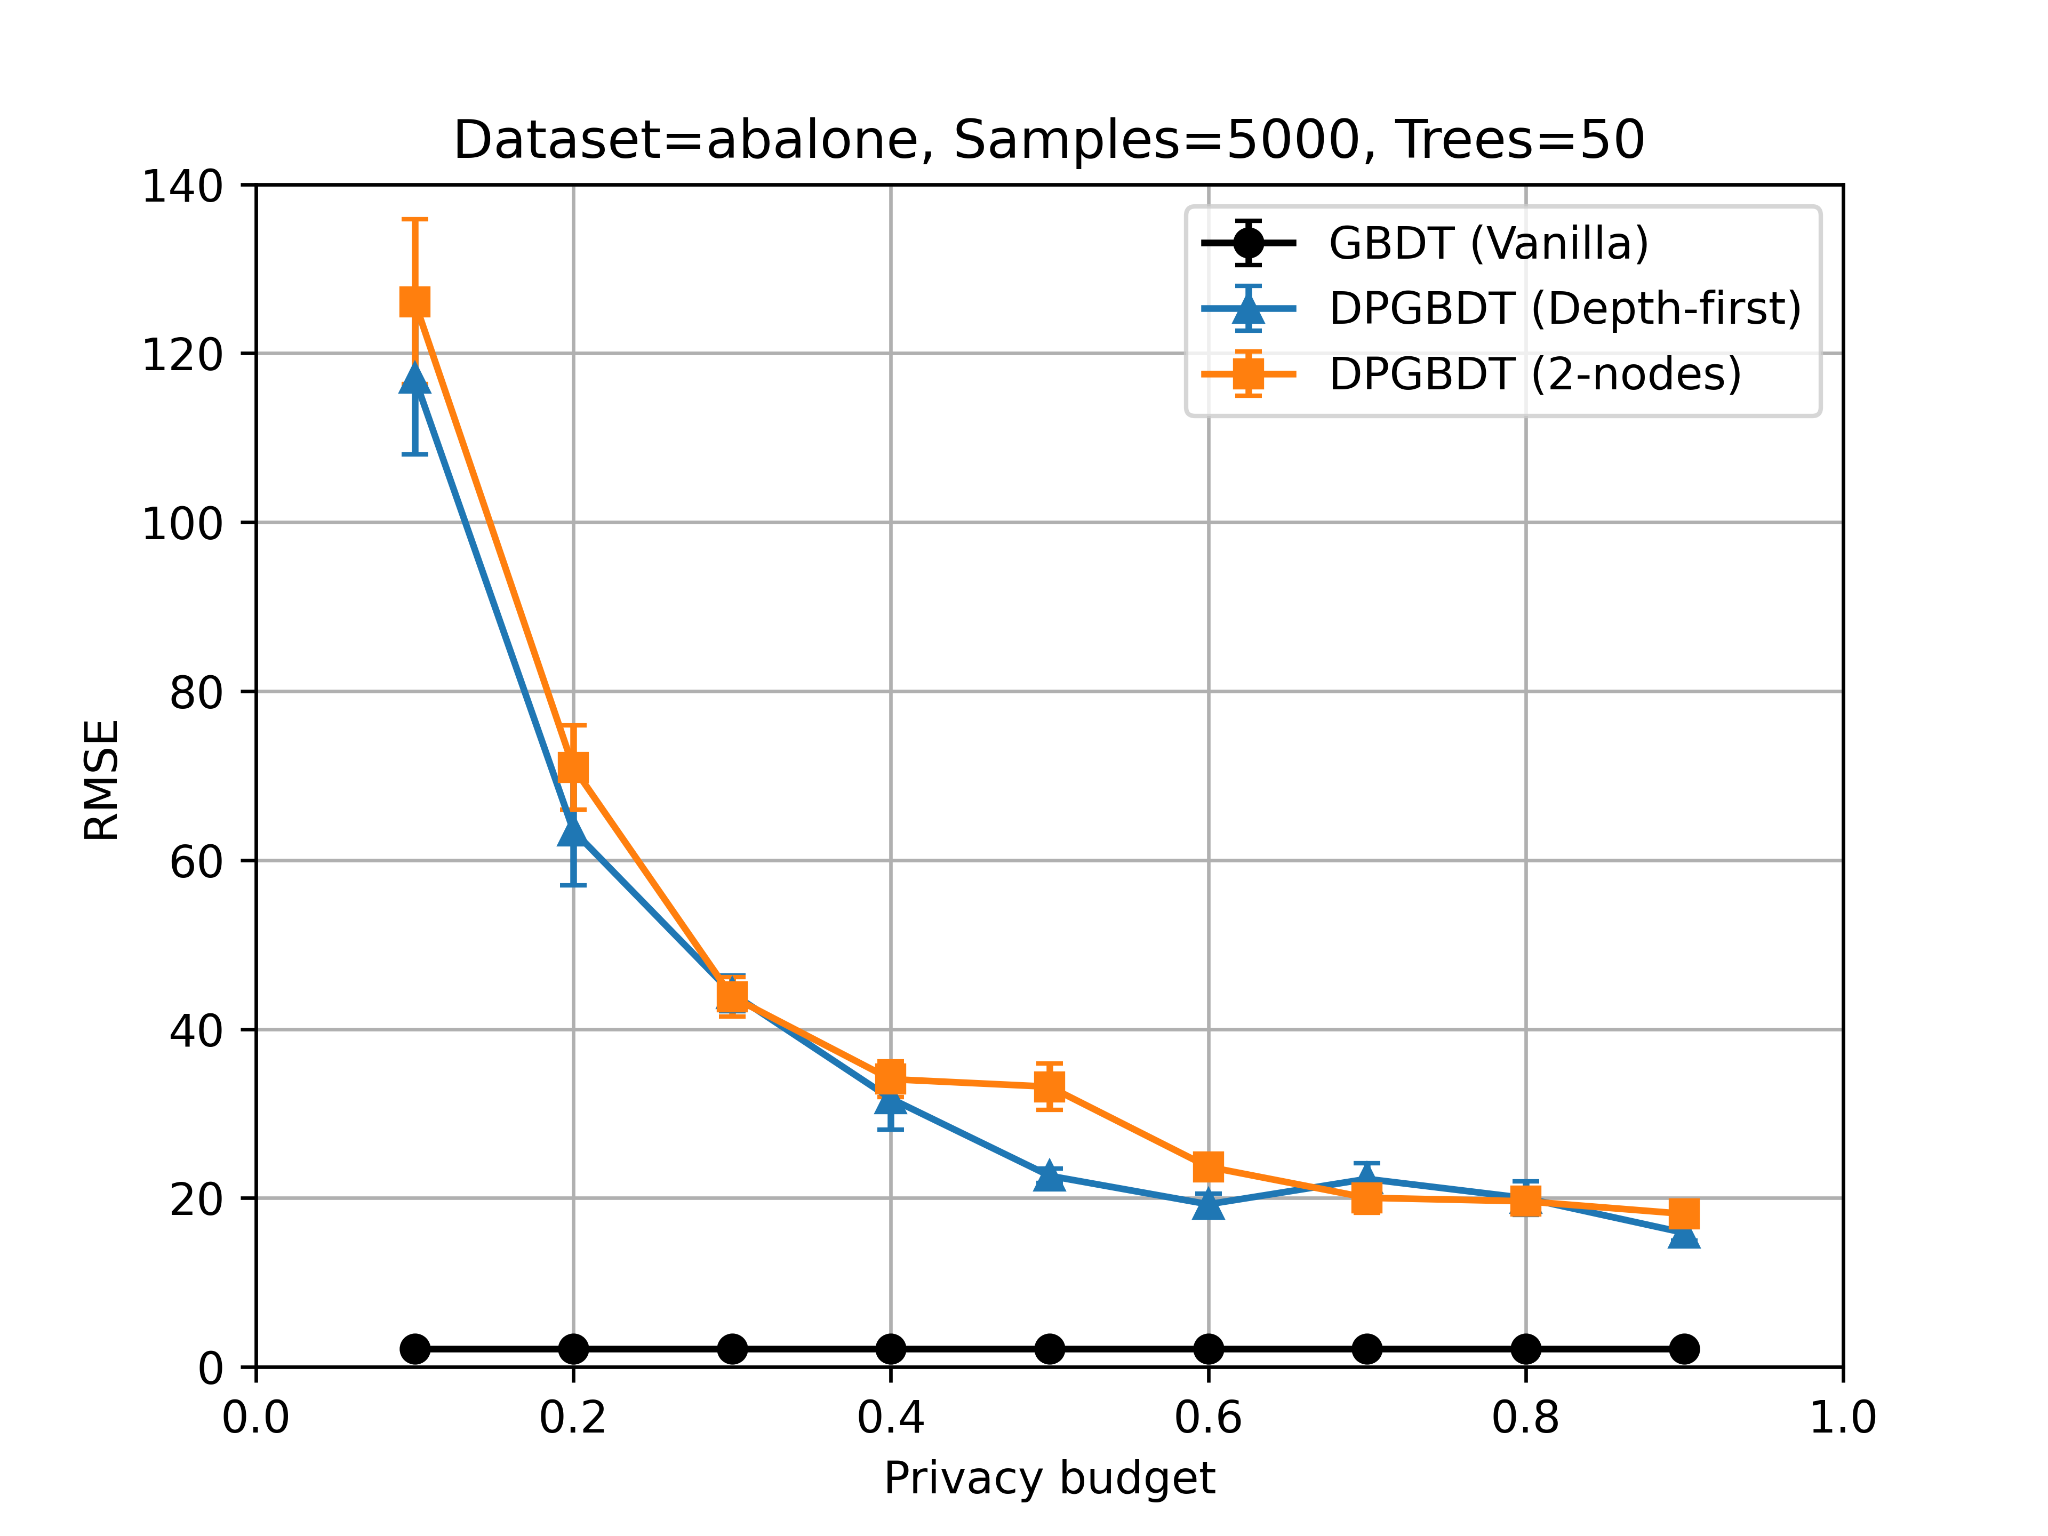 Dataset=abalone, Samples=5000, Trees=50
140
120
100
80
60
40
20
0
RMSE
GBDT (Vanilla)
DPGBDT (Depth-first)
DPGBDT (2-nodes)
0.0 0.2 0.4 0.6 0.8 1.0
Privacy budget